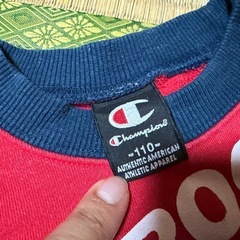 Champion
~110~
AUTHENTIC AMERICAN
ATHLETIC APPAREL